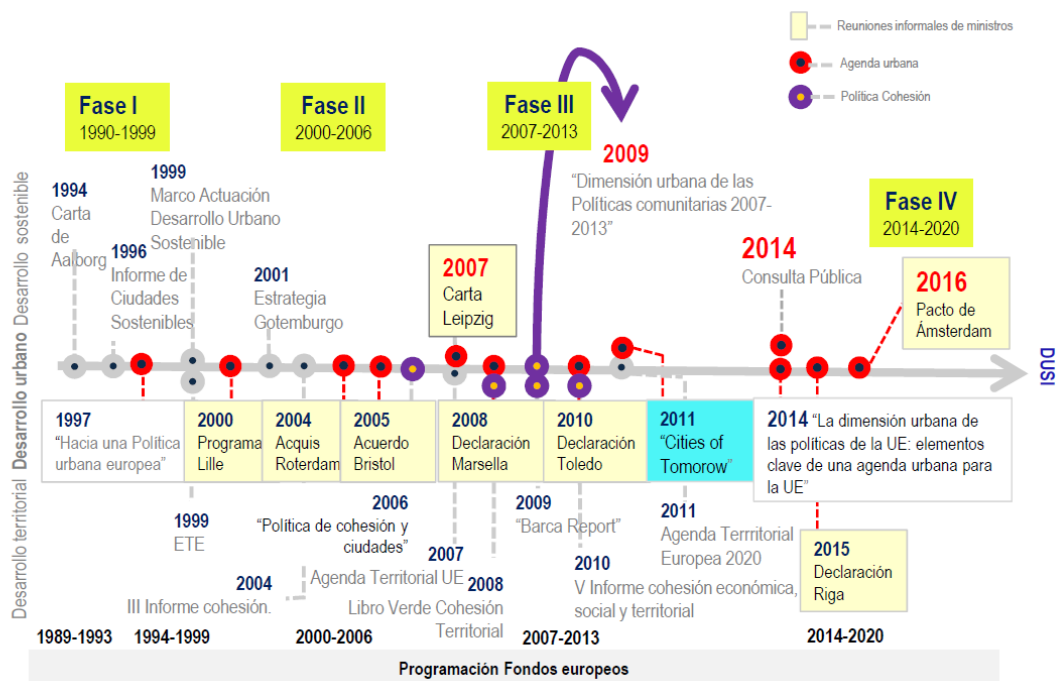 Reuniones informales de ministros
Agenda urbana
Política Cohesión
Fase I
1990-1999
Fase II
2000-2006
Fase III
2007-2013
Fase IV
2014-2020
1994
Carta
de
Aalborg
1999
Marco Actuación
Desarrollo Urbano
Sostenible
1996
Informe de
Ciudades
Sostenibles
2001
Estrategia
Gotemburgo
2007
Carta
Leipzig
2009
“Dimensión urbana de las
Políticas comunitarias 2007-
2013”
2014
Consulta Pública
2016
Pacto de
Ámsterdam
Desarrollo territorial Desarrollo urbano Desarrollo sostenible
DUSI
1997
“Hacia una Política
urbana europea”
2000
Programa
Lille
2004
Acquis
Roterdam
2005
Acuerdo
Bristol
2008
Declaración
Marsella
2010
Declaración
Toledo
2011
“Cities of
Tomorow”
2014 “La dimensión urbana de
las políticas de la UE: elementos
clave de una agenda urbana para
la UE”
1999
ETE
2006
“Política de cohesión y
ciudades”
2009
“Barca Report”
2011
Agenda Terrritorial
Europea 2020
2004
III Informe cohesión.
2007
Agenda Territorial UE
2008
Libro Verde Cohesión
Territorial
2010
V Informe cohesión económica,
social y territorial
2015
Declaración
Riga
1989-1993
1994-1999
2000-2006
2007-2013
2014-2020
Programación Fondos europeos